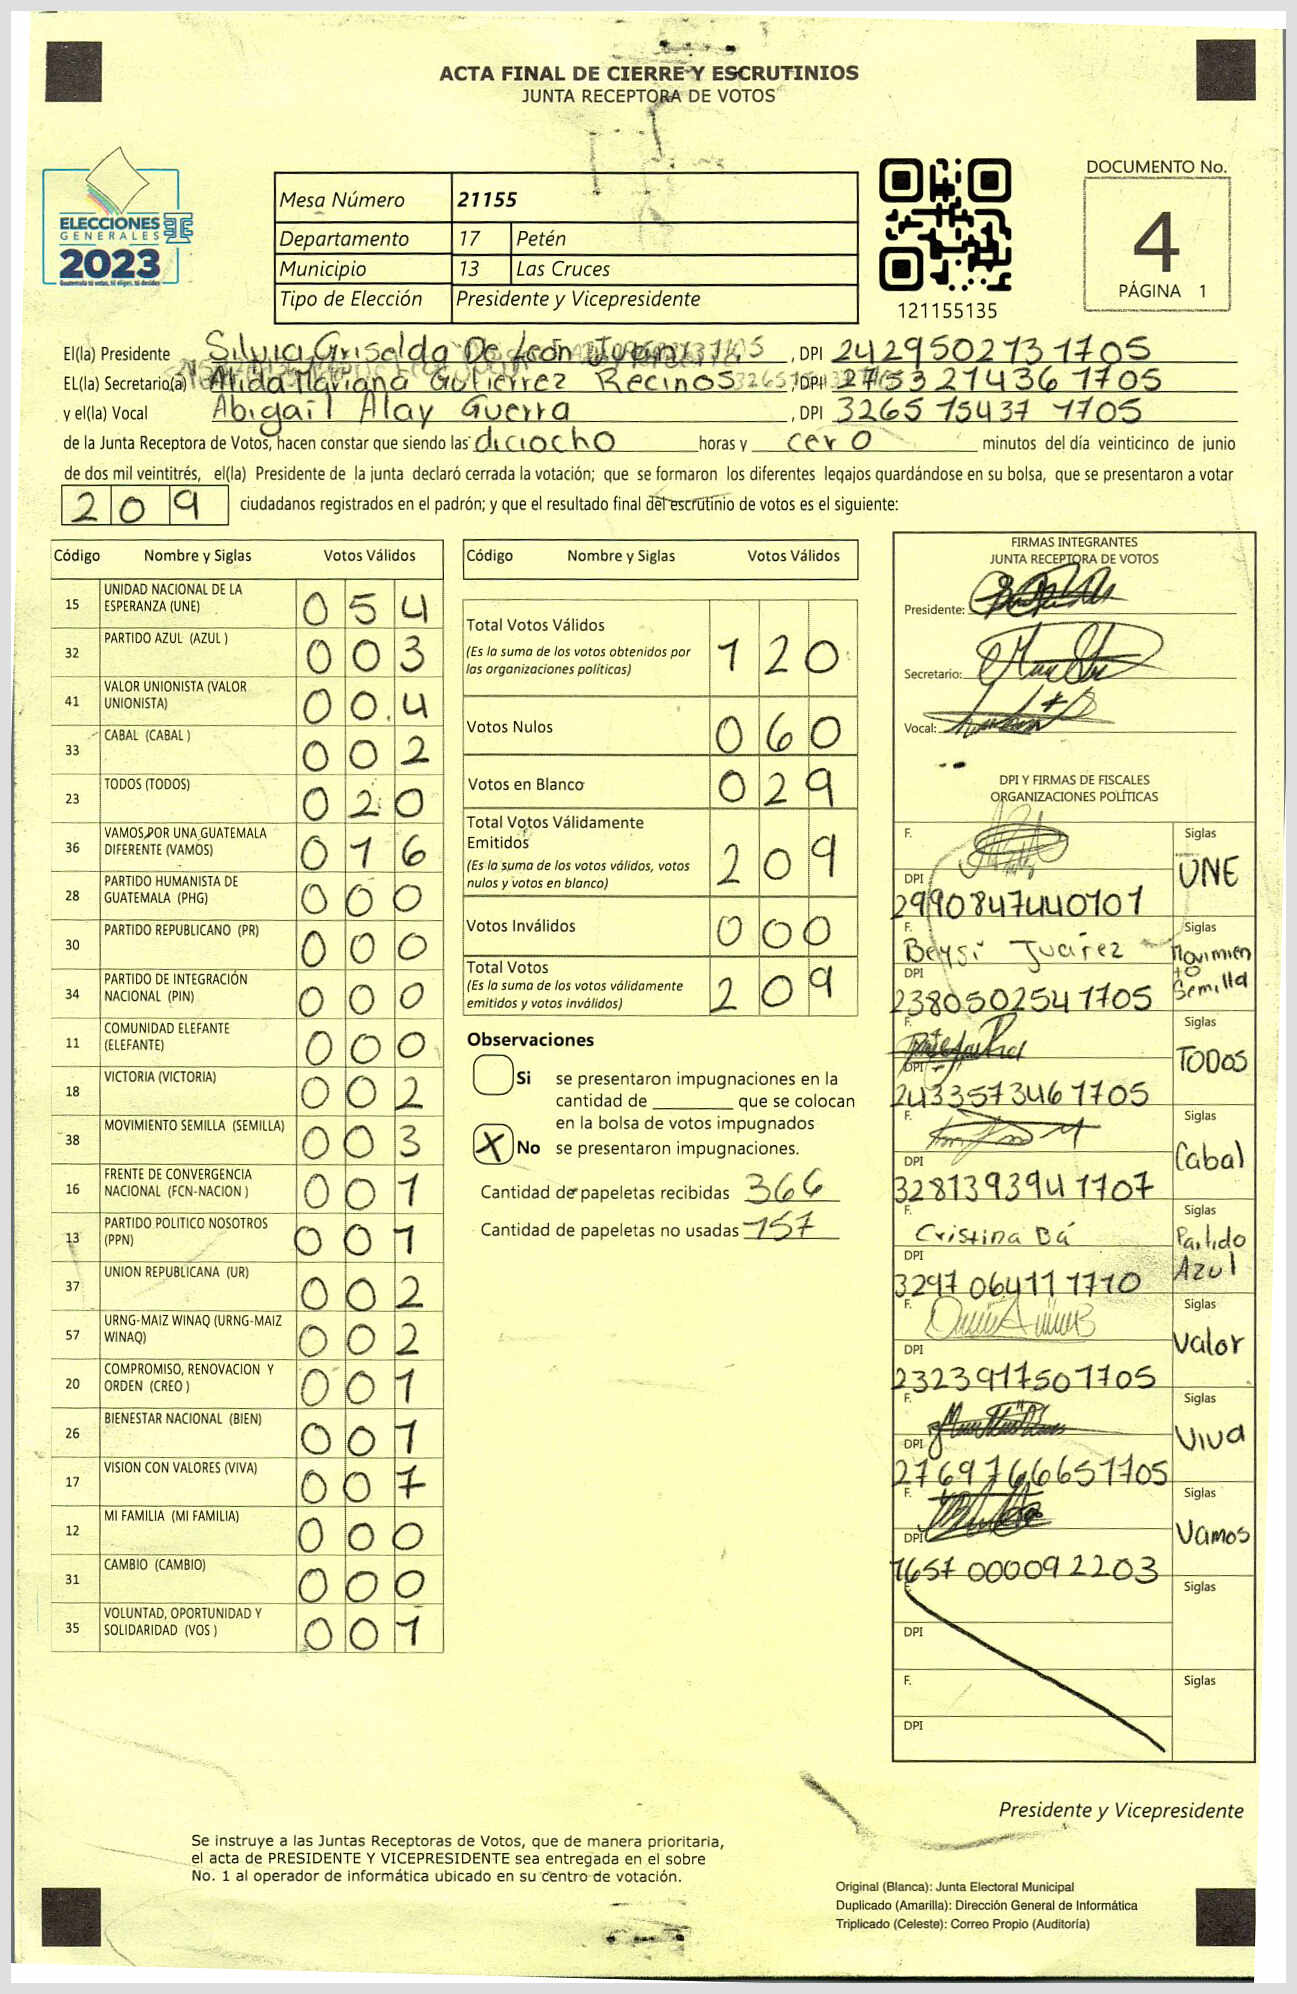 ACTA FINAL DE CIERRE Y ESCRUTINIOS
JUNTA RECEPTORA DE VOTOS
ELECCIONES
GENERALES
2023
Guatemala tú votas, tú eliges, tú decides
Mesa Número 21155
Departamento 17 Petén
Municipio 13 Las Cruces
Tipo de Elección Presidente y Vicepresidente
121155135
DOCUMENTO No.
4
PÁGINA 1
El(la) Presidente Silvia Griselda De León , DPI 2429502731705
EL(la) Secretario(a) Alida Mariana Gutierrez Recinos , DPI 2753214361705
y el(la) Vocal Abigail Alay Guerra , DPI 3265 75437 1705
de la Junta Receptora de Votos, hacen constar que siendo las diciocho horas y cero minutos del día veinticinco de junio
de dos mil veintitrés, el(la) Presidente de la junta declaró cerrada la votación; que se formaron los diferentes legajos guardándose en su bolsa, que se presentaron a votar
209 ciudadanos registrados en el padrón; y que el resultado final del escrutinio de votos es el siguiente:
Código Nombre y Siglas Votos Válidos
15 UNIDAD NACIONAL DE LA ESPERANZA (UNE) 054
32 PARTIDO AZUL (AZUL ) 003
41 VALOR UNIONISTA (VALOR UNIONISTA) 004
33 CABAL (CABAL ) 002
23 TODOS (TODOS) 020
36 VAMOS POR UNA GUATEMALA DIFERENTE (VAMOS) 016
28 PARTIDO HUMANISTA DE GUATEMALA (PHG) 000
30 PARTIDO REPUBLICANO (PR) 000
34 PARTIDO DE INTEGRACIÓN NACIONAL (PIN) 000
11 COMUNIDAD ELEFANTE (ELEFANTE) 000
18 VICTORIA (VICTORIA) 002
38 MOVIMIENTO SEMILLA (SEMILLA) 003
16 FRENTE DE CONVERGENCIA NACIONAL (FCN-NACION ) 001
13 PARTIDO POLITICO NOSOTROS (PPN) 001
37 UNION REPUBLICANA (UR) 002
57 URNG-MAIZ WINAQ (URNG-MAIZ WINAQ) 002
20 COMPROMISO, RENOVACION Y ORDEN (CREO ) 001
26 BIENESTAR NACIONAL (BIEN) 001
17 VISION CON VALORES (VIVA) 007
12 MI FAMILIA (MI FAMILIA) 000
31 CAMBIO (CAMBIO) 000
35 VOLUNTAD, OPORTUNIDAD Y SOLIDARIDAD (VOS ) 001
Código Nombre y Siglas Votos Válidos
Total Votos Válidos 120
(Es la suma de los votos obtenidos por
las organizaciones políticas)
Votos Nulos 060
Votos en Blanco 029
Total Votos Válidamente
Emitidos 209
(Es la suma de los votos válidos, votos
nulos y votos en blanco)
Votos Inválidos 000
Total Votos 209
(Es la suma de los votos válidamente
emitidos y votos inválidos)
Observaciones
Si se presentaron impugnaciones en la
cantidad de ________ que se colocan
en la bolsa de votos impugnados
X No se presentaron impugnaciones.
Cantidad de papeletas recibidas 366
Cantidad de papeletas no usadas 157
FIRMAS INTEGRANTES
JUNTA RECEPTORA DE VOTOS
Presidente:
Secretario:
Vocal:
DPI Y FIRMAS DE FISCALES
ORGANIZACIONES POLÍTICAS
F. Siglas UNE
DPI 2990847440101
F. Beysi Juárez Siglas Movimiento Semilla
DPI 2380502541705
F. Siglas TODOS
DPI 2433573461705
F. Siglas Cabal
DPI 3281393941707
F. Cristina Bá Siglas Partido Azul
DPI 3297064111710
F. Siglas Valor
DPI 2323917501705
F. Siglas Viva
DPI 2769766651705
F. Siglas Vamos
DPI 1657000092203
F. Siglas
DPI
F. Siglas
DPI
Presidente y Vicepresidente
Se instruye a las Juntas Receptoras de Votos, que de manera prioritaria,
el acta de PRESIDENTE Y VICEPRESIDENTE sea entregada en el sobre
No. 1 al operador de informática ubicado en su centro de votación.
Original (Blanca): Junta Electoral Municipal
Duplicado (Amarilla): Dirección General de Informática
Triplicado (Celeste): Correo Propio (Auditoría)